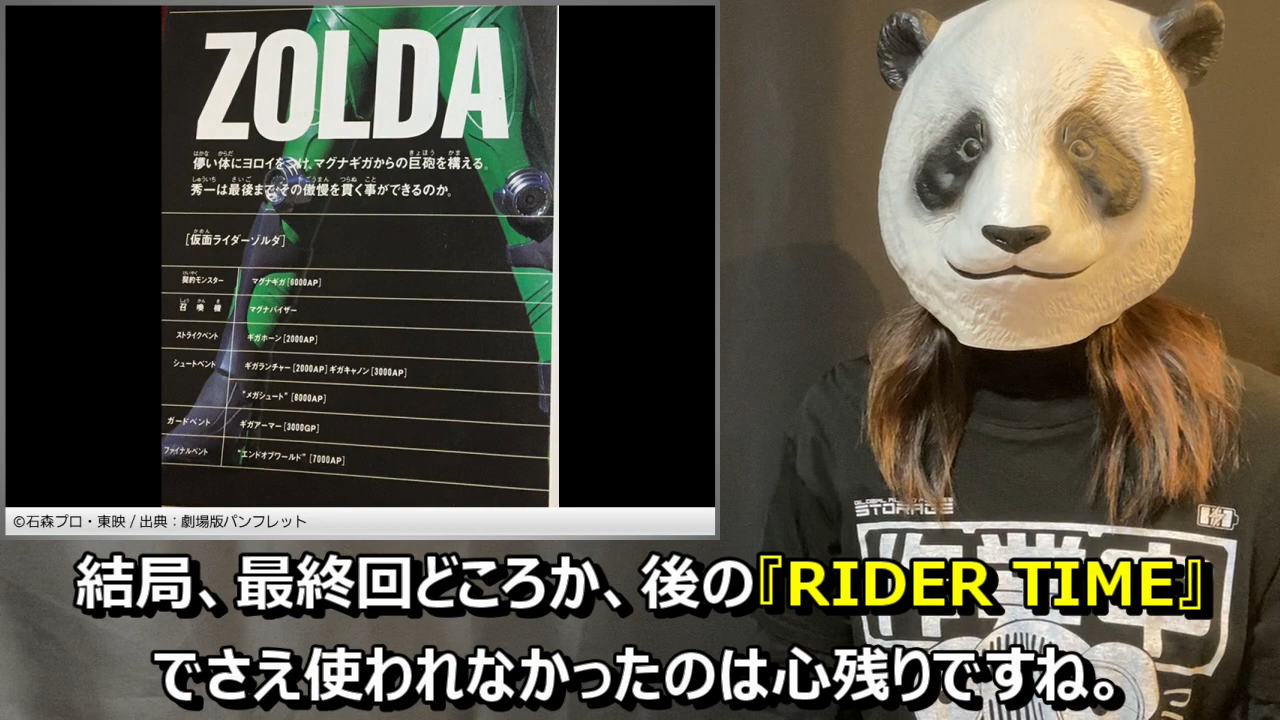 ZOLDA
儚い体にヨロイをつけ、マグナギガからの巨砲を構える。
秀一は最後まで、その傲慢を貫く事ができるのか。
[仮面ライダーゾルダ]
契約モンスター マグナギガ[6000AP]
召喚機 マグナバイザー
ストライクベント ギガホーン[2000AP]
シュートベント ギガランチャー[2000AP] ギガキャノン[3000AP]
"メガシュート"[6000AP]
ガードベント ギガアーマー[3000GP]
ファイナルベント "エンドオブワールド"[7000AP]
©石森プロ・東映 / 出典：劇場版パンフレット
STORAGE
作業中
結局、最終回どころか、後の『RIDER TIME』
でさえ使われなかったのは心残りですね。